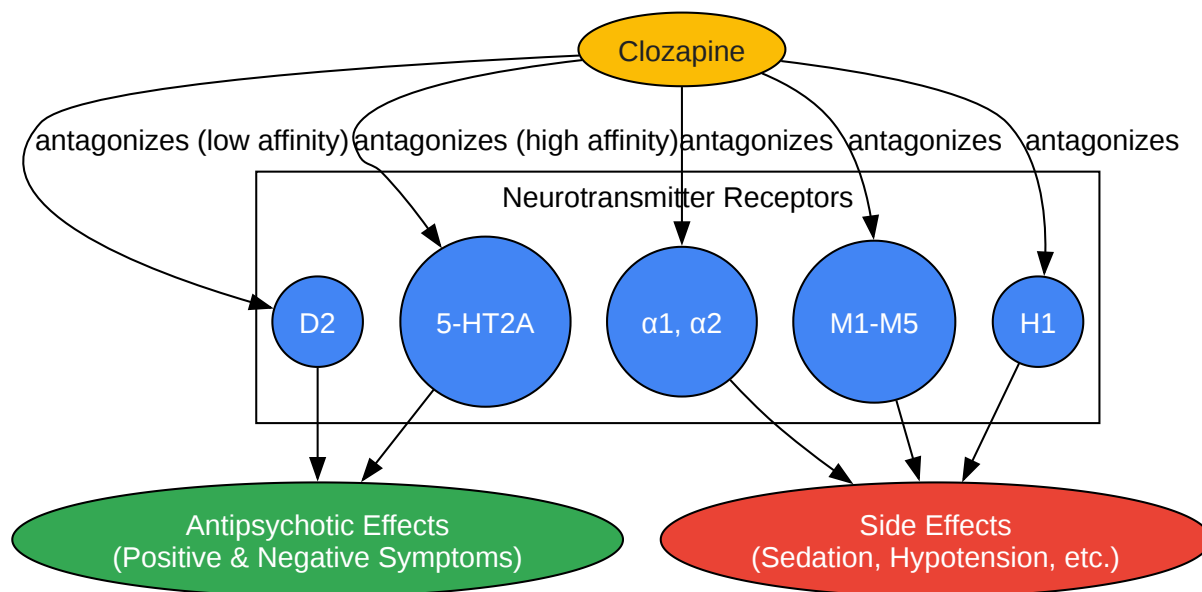 Clozapine
antagonizes (low affinity)
antagonizes (high affinity)
antagonizes
antagonizes
antagonizes
Neurotransmitter Receptors
D2
5-HT2A
α1, α2
M1-M5
H1
Antipsychotic Effects
(Positive & Negative Symptoms)
Side Effects
(Sedation, Hypotension, etc.)